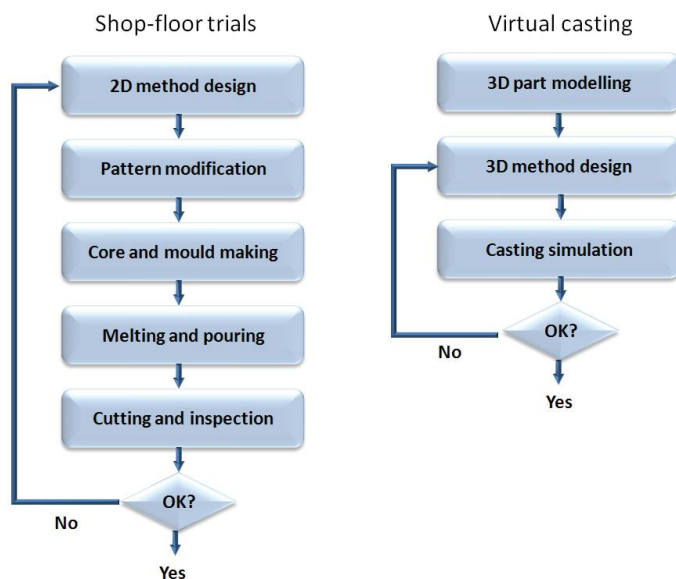 Shop-floor trials
2D method design
Pattern modification
Core and mould making
Melting and pouring
Cutting and inspection
OK?
No
Yes
Virtual casting
3D part modelling
3D method design
Casting simulation
OK?
No
Yes